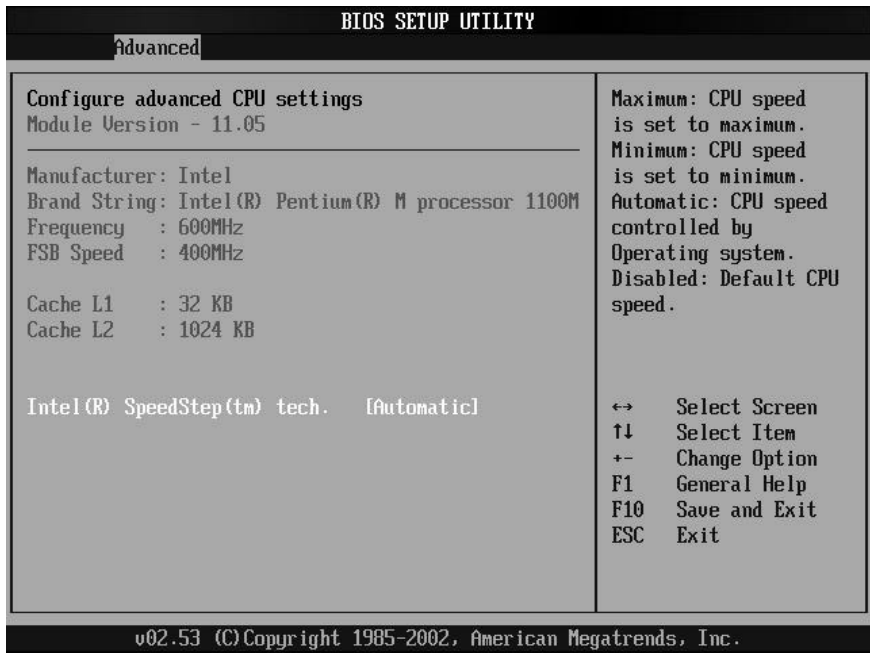 BIOS SETUP UTILITY
Advanced
Configure advanced CPU settings
Module Version - 11.05
Manufacturer: Intel
Brand String: Intel(R) Pentium(R) M processor 1100M
Frequency : 600MHz
FSB Speed : 400MHz
Cache L1 : 32 KB
Cache L2 : 1024 KB
Intel(R) SpeedStep(tm) tech. [Automatic]
Maximum: CPU speed
is set to maximum.
Minimum: CPU speed
is set to minimum.
Automatic: CPU speed
controlled by
Operating system.
Disabled: Default CPU
speed.
↔ Select Screen
↑↓ Select Item
+- Change Option
F1 General Help
F10 Save and Exit
ESC Exit
v02.53 (C)Copyright 1985-2002, American Megatrends, Inc.